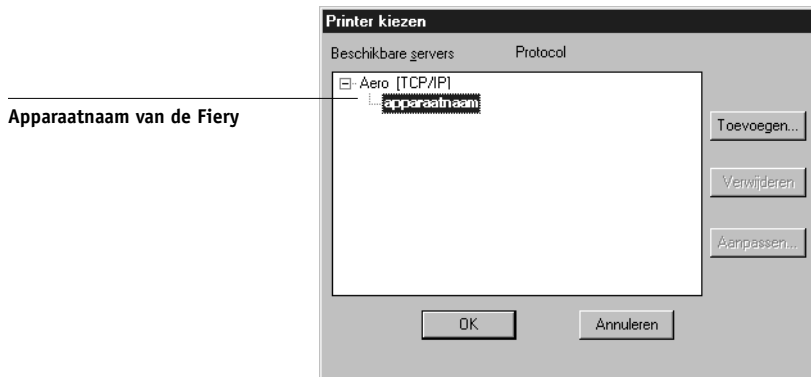 Printer kiezen
Beschikbare servers Protocol
Aero [TCP/IP]
apparaatnaam
Apparaatnaam van de Fiery
Toevoegen...
Verwijderen
Aanpassen...
OK Annuleren